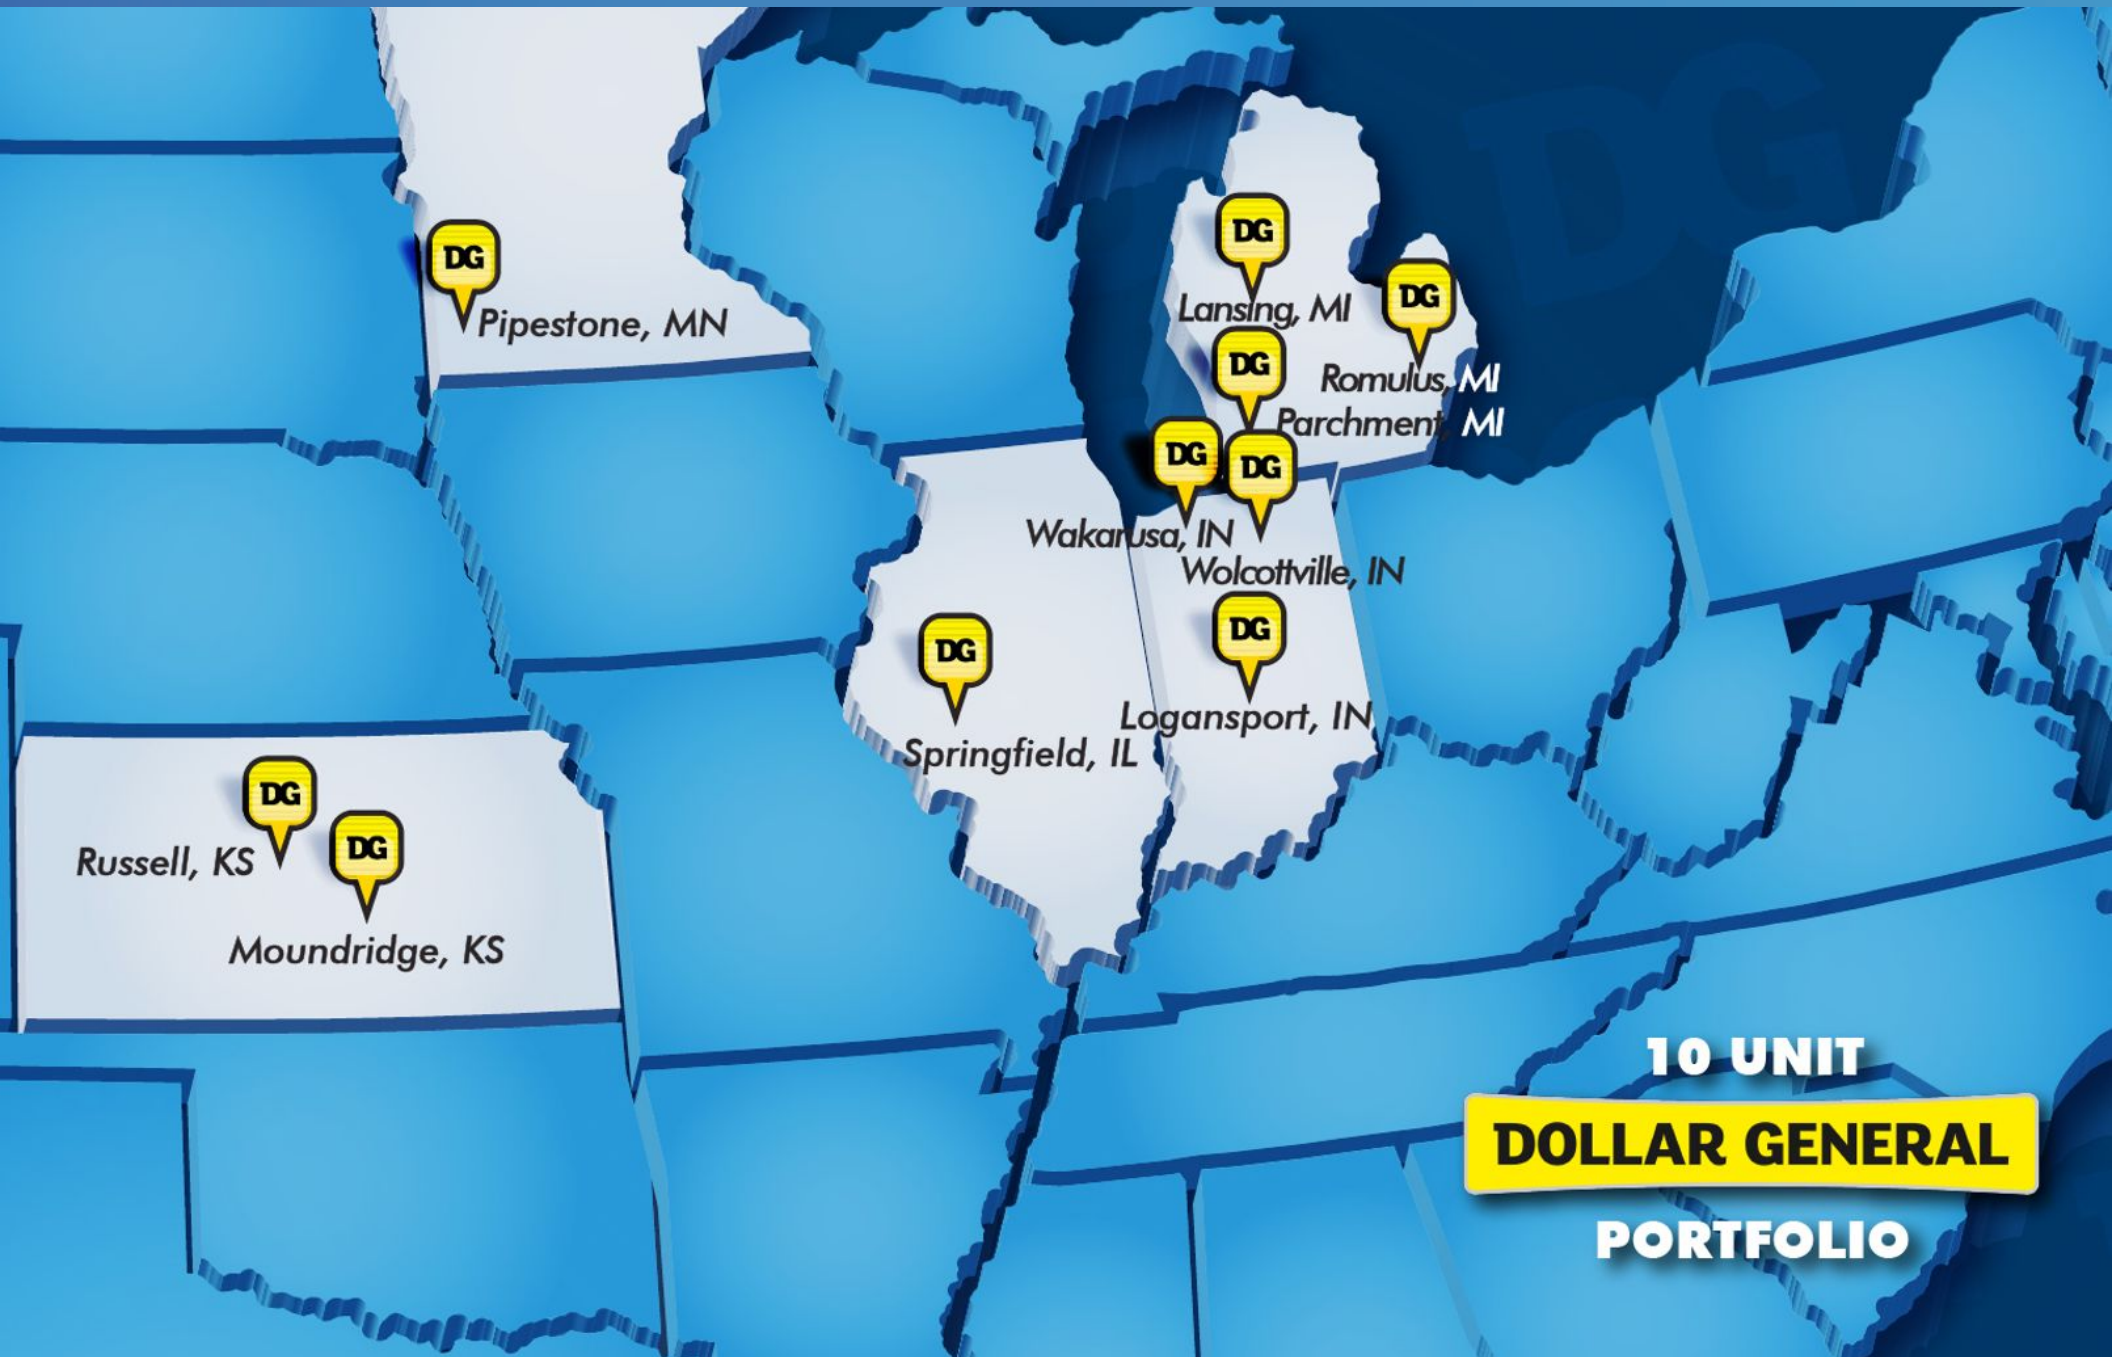 DG
DG
Pipestone, MN
DG
Lansing, MI
DG
Romulus, MI
DG
Parchment, MI
DG
Wakarusa, IN
DG
Wolcottville, IN
DG
Logansport, IN
DG
Springfield, IL
DG
Russell, KS
DG
Moundridge, KS
10 UNIT
DOLLAR GENERAL
PORTFOLIO